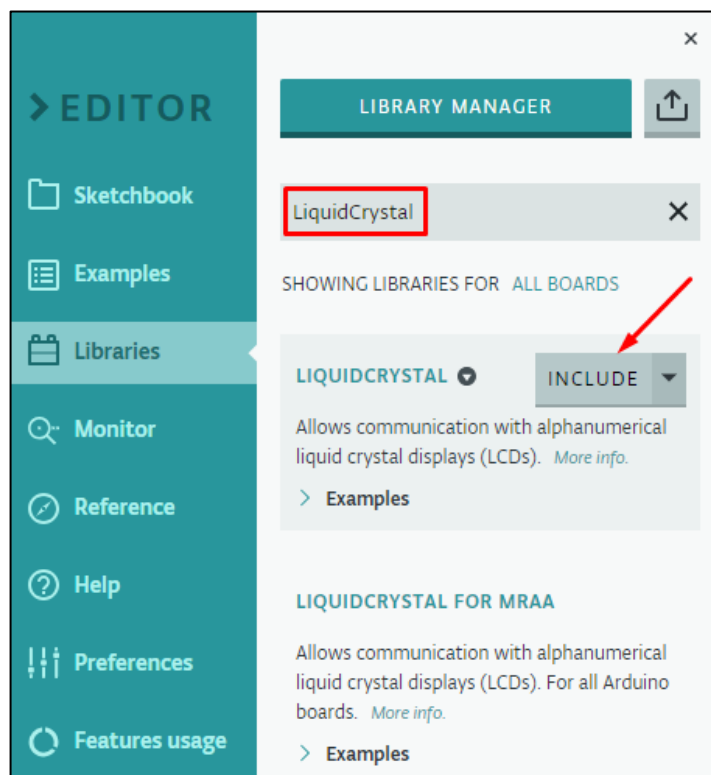 EDITOR
Sketchbook
Examples
Libraries
Monitor
Reference
Help
Preferences
Features usage
LIBRARY MANAGER
LiquidCrystal
SHOWING LIBRARIES FOR ALL BOARDS
LIQUIDCRYSTAL
INCLUDE
Allows communication with alphanumerical
liquid crystal displays (LCDs). More info.
Examples
LIQUIDCRYSTAL FOR MRAA
Allows communication with alphanumerical
liquid crystal displays (LCDs). For all Arduino
boards. More info.
Examples